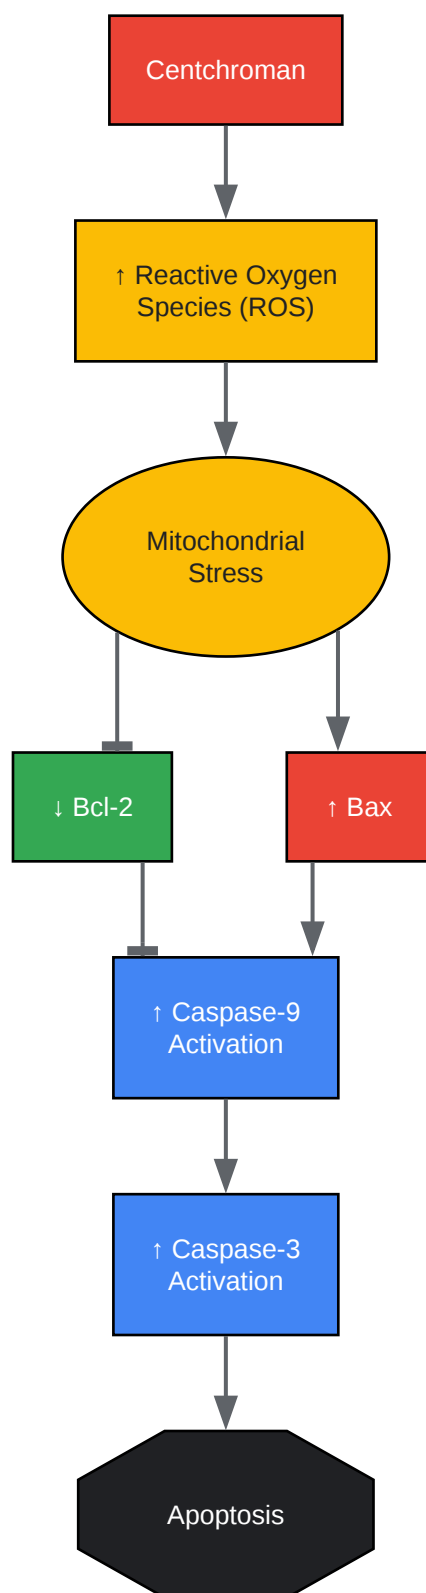 Centchroman
↑ Reactive Oxygen
Species (ROS)
Mitochondrial
Stress
↓ Bcl-2
↑ Bax
↑ Caspase-9
Activation
↑ Caspase-3
Activation
Apoptosis